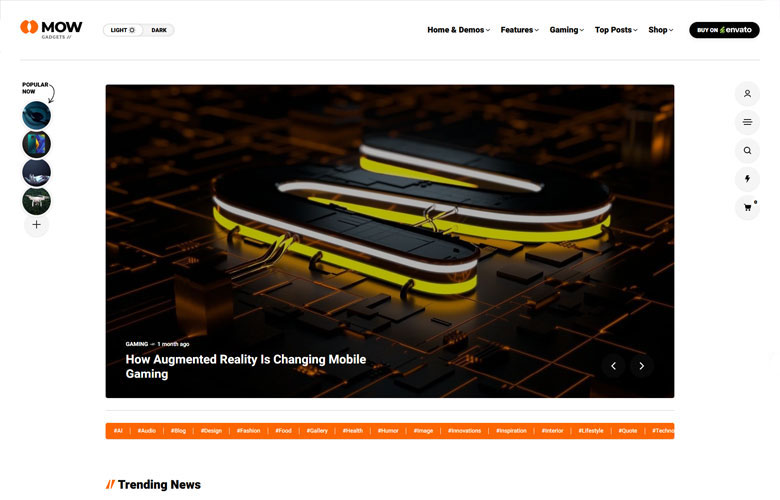 MOW
GADGETS //
LIGHT DARK
Home & Demos Features Gaming Top Posts Shop
BUY ON envato
POPULAR
NOW
0
GAMING 1 month ago
How Augmented Reality Is Changing Mobile
Gaming
#AI | #Audio | #Blog | #Design | #Fashion | #Food | #Gallery | #Health | #Humor | #Image | #Innovations | #Inspiration | #Interior | #Lifestyle | #Quote | #Techno
// Trending News